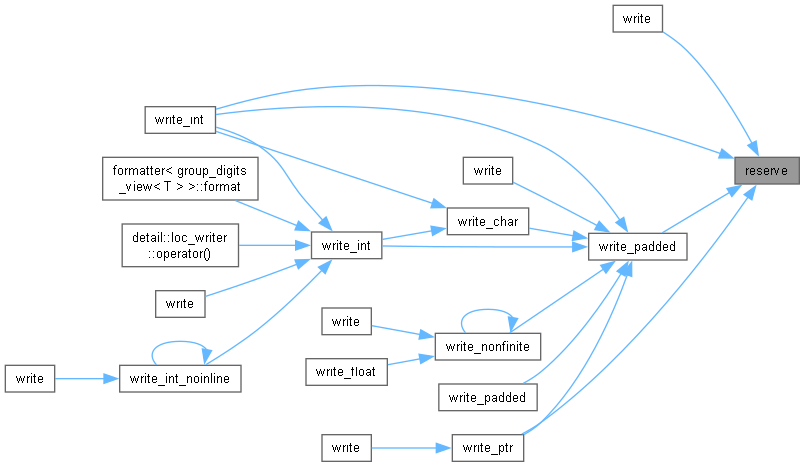 write
write_int
formatter< group_digits
_view< T > >::format
write
reserve
write_char
detail::loc_writer
::operator()
write_int
write_padded
write
write
write_nonfinite
write
write_int_noinline
write_float
write_padded
write
write_ptr